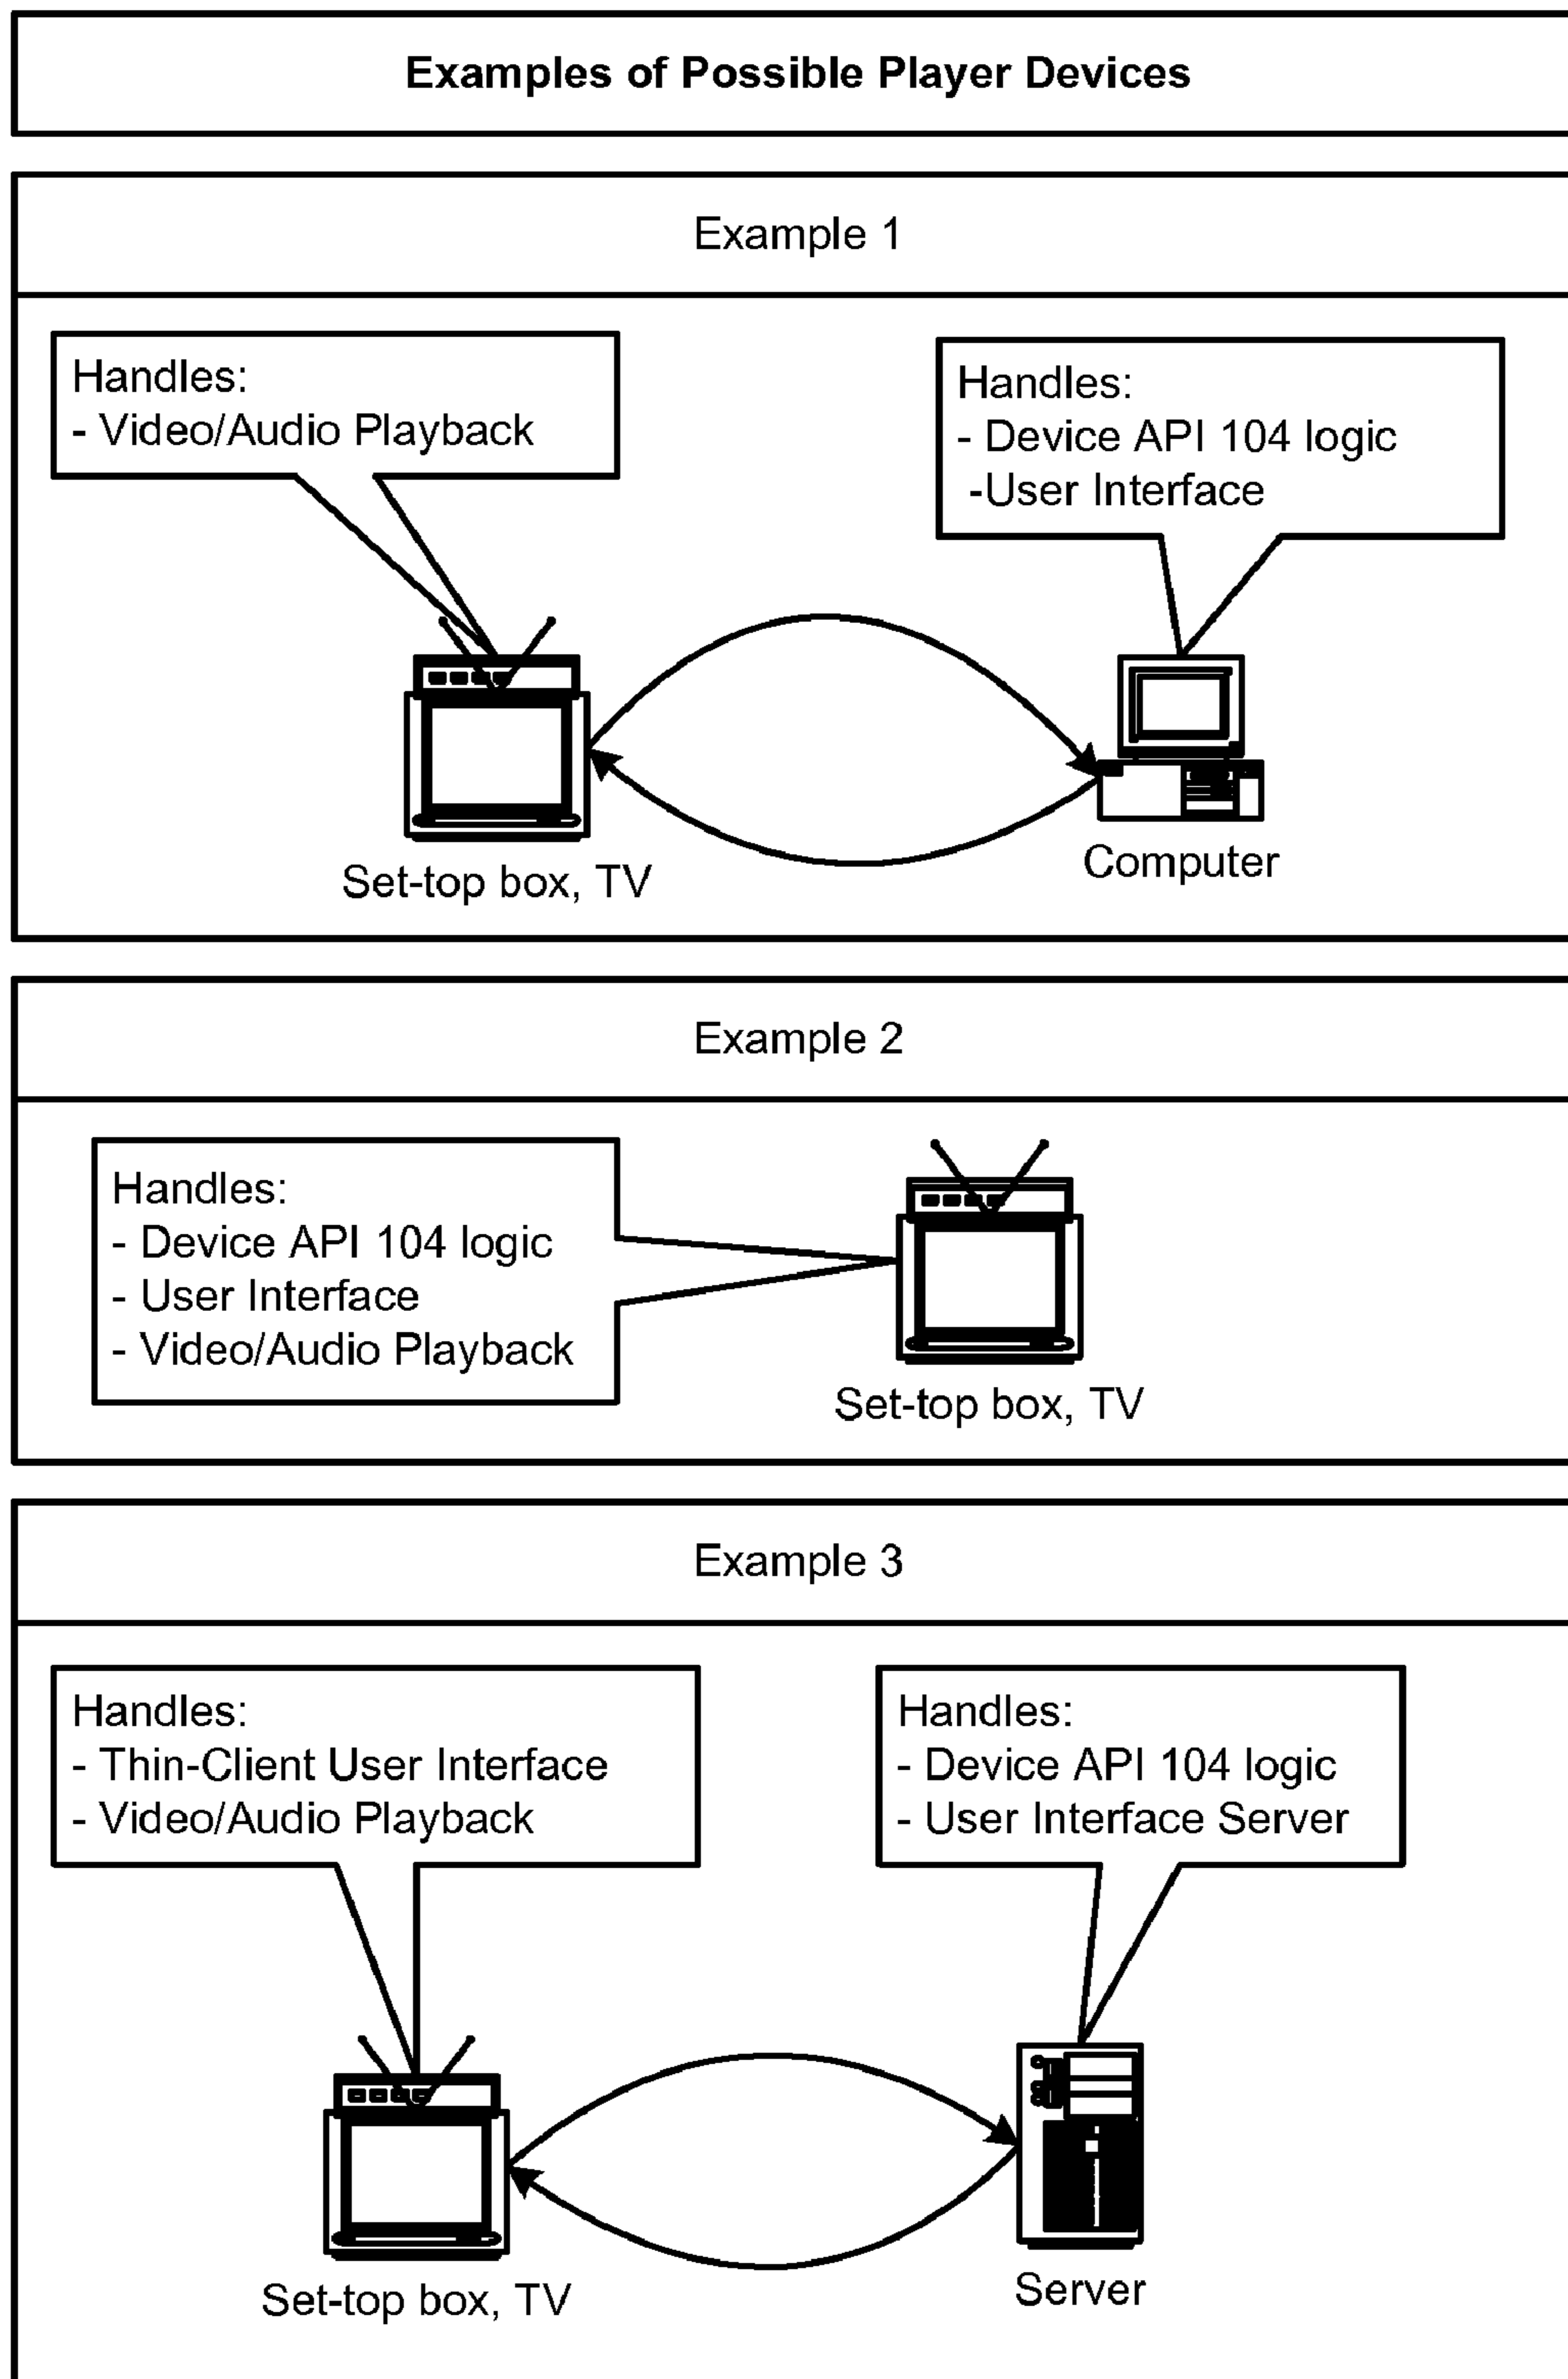 Examples of Possible Player Devices
Example 1
Handles:
- Video/Audio Playback
Handles:
- Device API 104 logic
-User Interface
Set-top box, TV
Computer
Example 2
Handles:
- Device API 104 logic
- User Interface
- Video/Audio Playback
Set-top box, TV
Example 3
Handles:
- Thin-Client User Interface
- Video/Audio Playback
Handles:
- Device API 104 logic
- User Interface Server
Set-top box, TV
Server